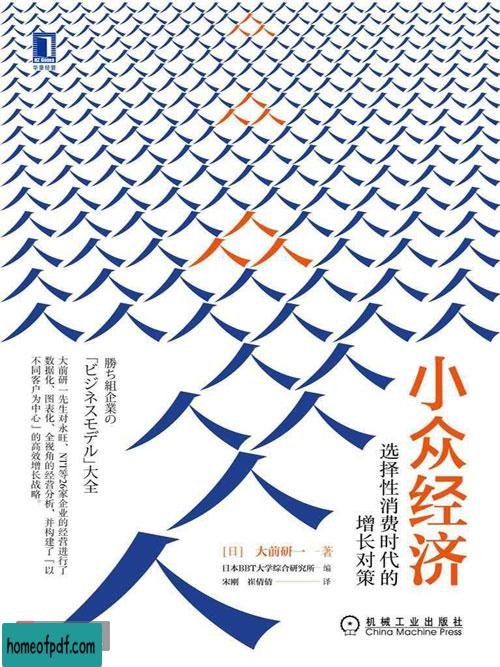 华章经管
小众经济
选择性消费时代的
增长对策
勝ち組企業の
「ビジネスモデル」大全
大前研一先生对永旺、NTT等26家企业的经营进行了
数据化、图表化、全视角的经营分析，并构建了“以
不同客户为中心”的高效增长战略。
[日] 大前研一 著
日本BBT大学综合研究所 编
宋刚 崔倩倩 译
机械工业出版社
China Machine Press
homeofpdf.com